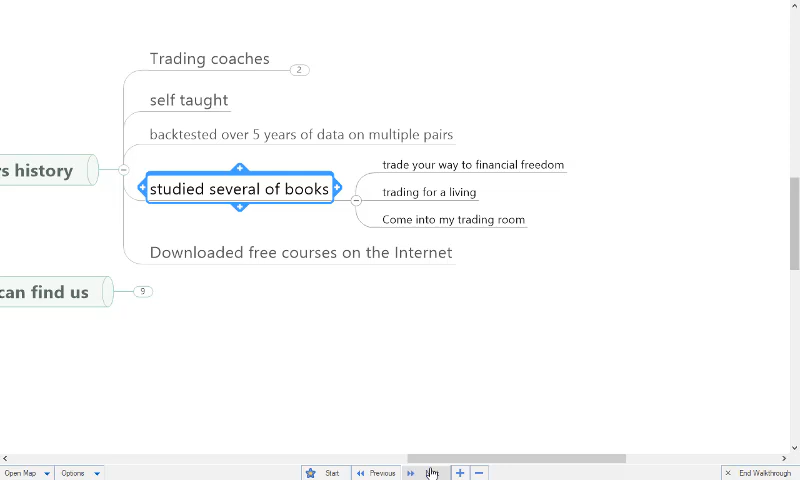 Trading coaches
2
self taught
backtested over 5 years of data on multiple pairs
rs history
studied several of books
trade your way to financial freedom
trading for a living
Come into my trading room
Downloaded free courses on the Internet
can find us
9
Open Map
Options
Start
Previous
End Walkthrough